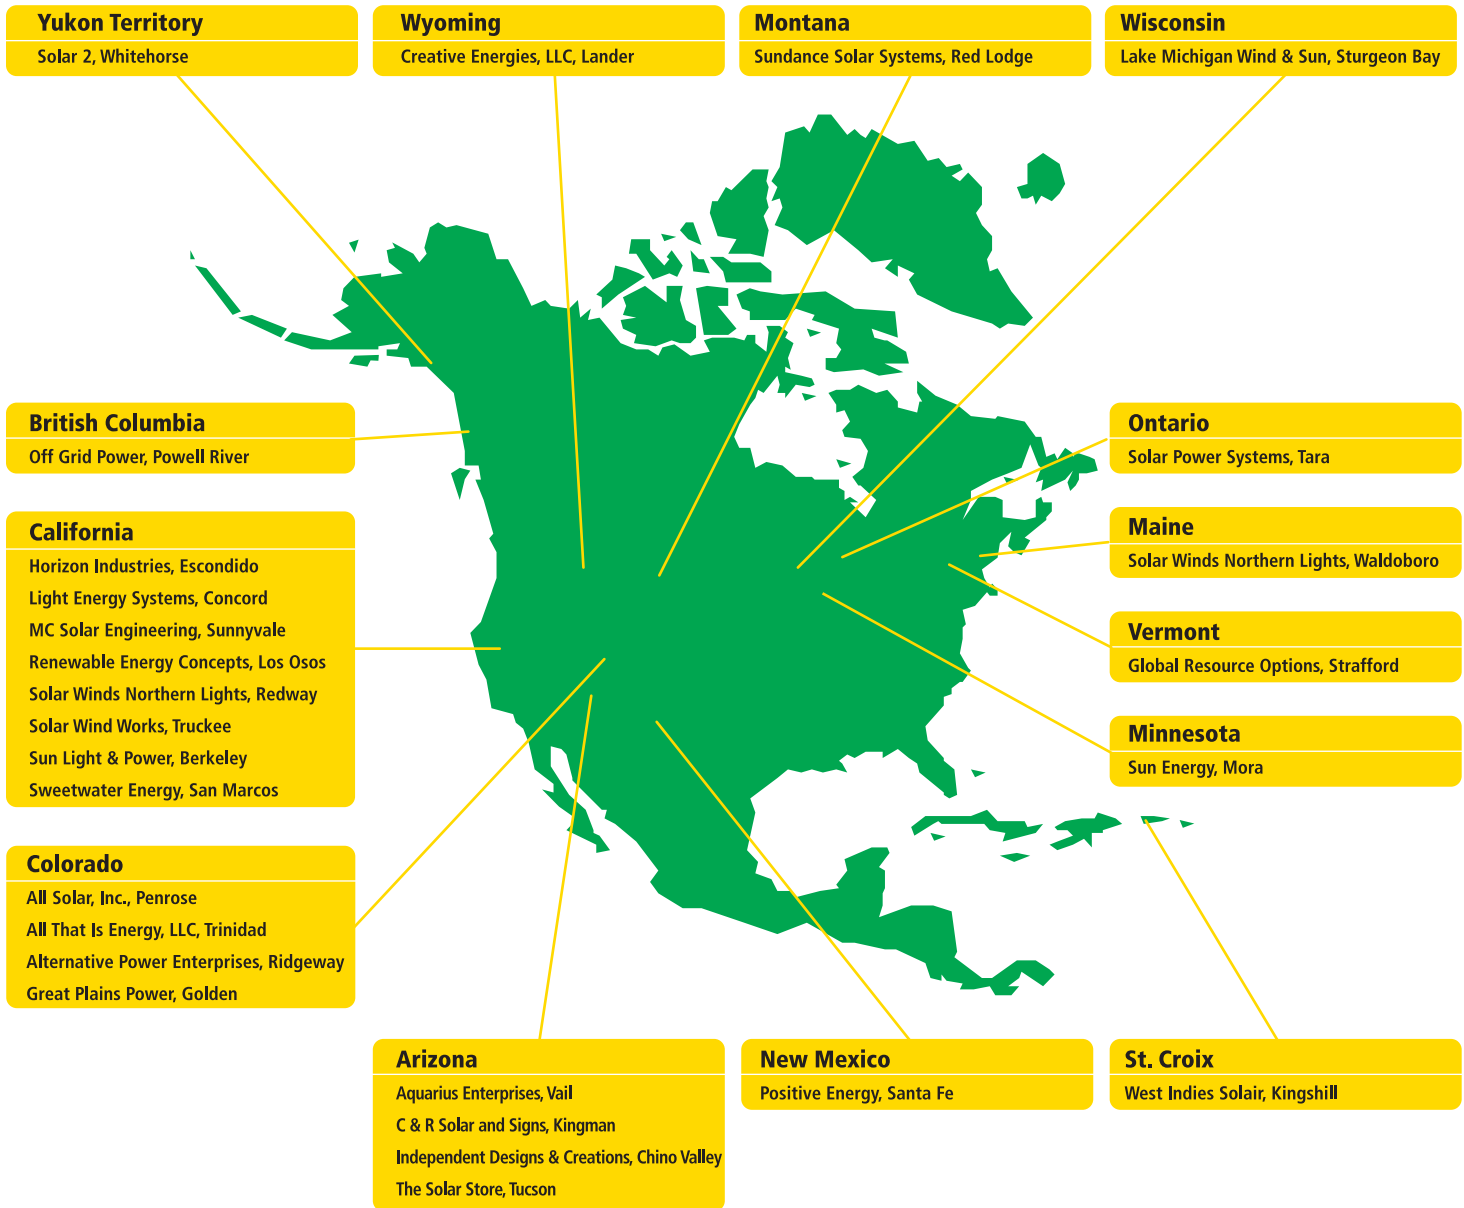 Yukon Territory
Solar 2, Whitehorse
Wyoming
Creative Energies, LLC, Lander
Montana
Sundance Solar Systems, Red Lodge
Wisconsin
Lake Michigan Wind & Sun, Sturgeon Bay
British Columbia
Off Grid Power, Powell River
California
Horizon Industries, Escondido
Light Energy Systems, Concord
MC Solar Engineering, Sunnyvale
Renewable Energy Concepts, Los Osos
Solar Winds Northern Lights, Redway
Solar Wind Works, Truckee
Sun Light & Power, Berkeley
Sweetwater Energy, San Marcos
Colorado
All Solar, Inc., Penrose
All That Is Energy, LLC, Trinidad
Alternative Power Enterprises, Ridgeway
Great Plains Power, Golden
Ontario
Solar Power Systems, Tara
Maine
Solar Winds Northern Lights, Waldoboro
Vermont
Global Resource Options, Strafford
Minnesota
Sun Energy, Mora
Arizona
Aquarius Enterprises, Vail
C & R Solar and Signs, Kingman
Independent Designs & Creations, Chino Valley
The Solar Store, Tucson
New Mexico
Positive Energy, Santa Fe
St. Croix
West Indies Solair, Kingshill